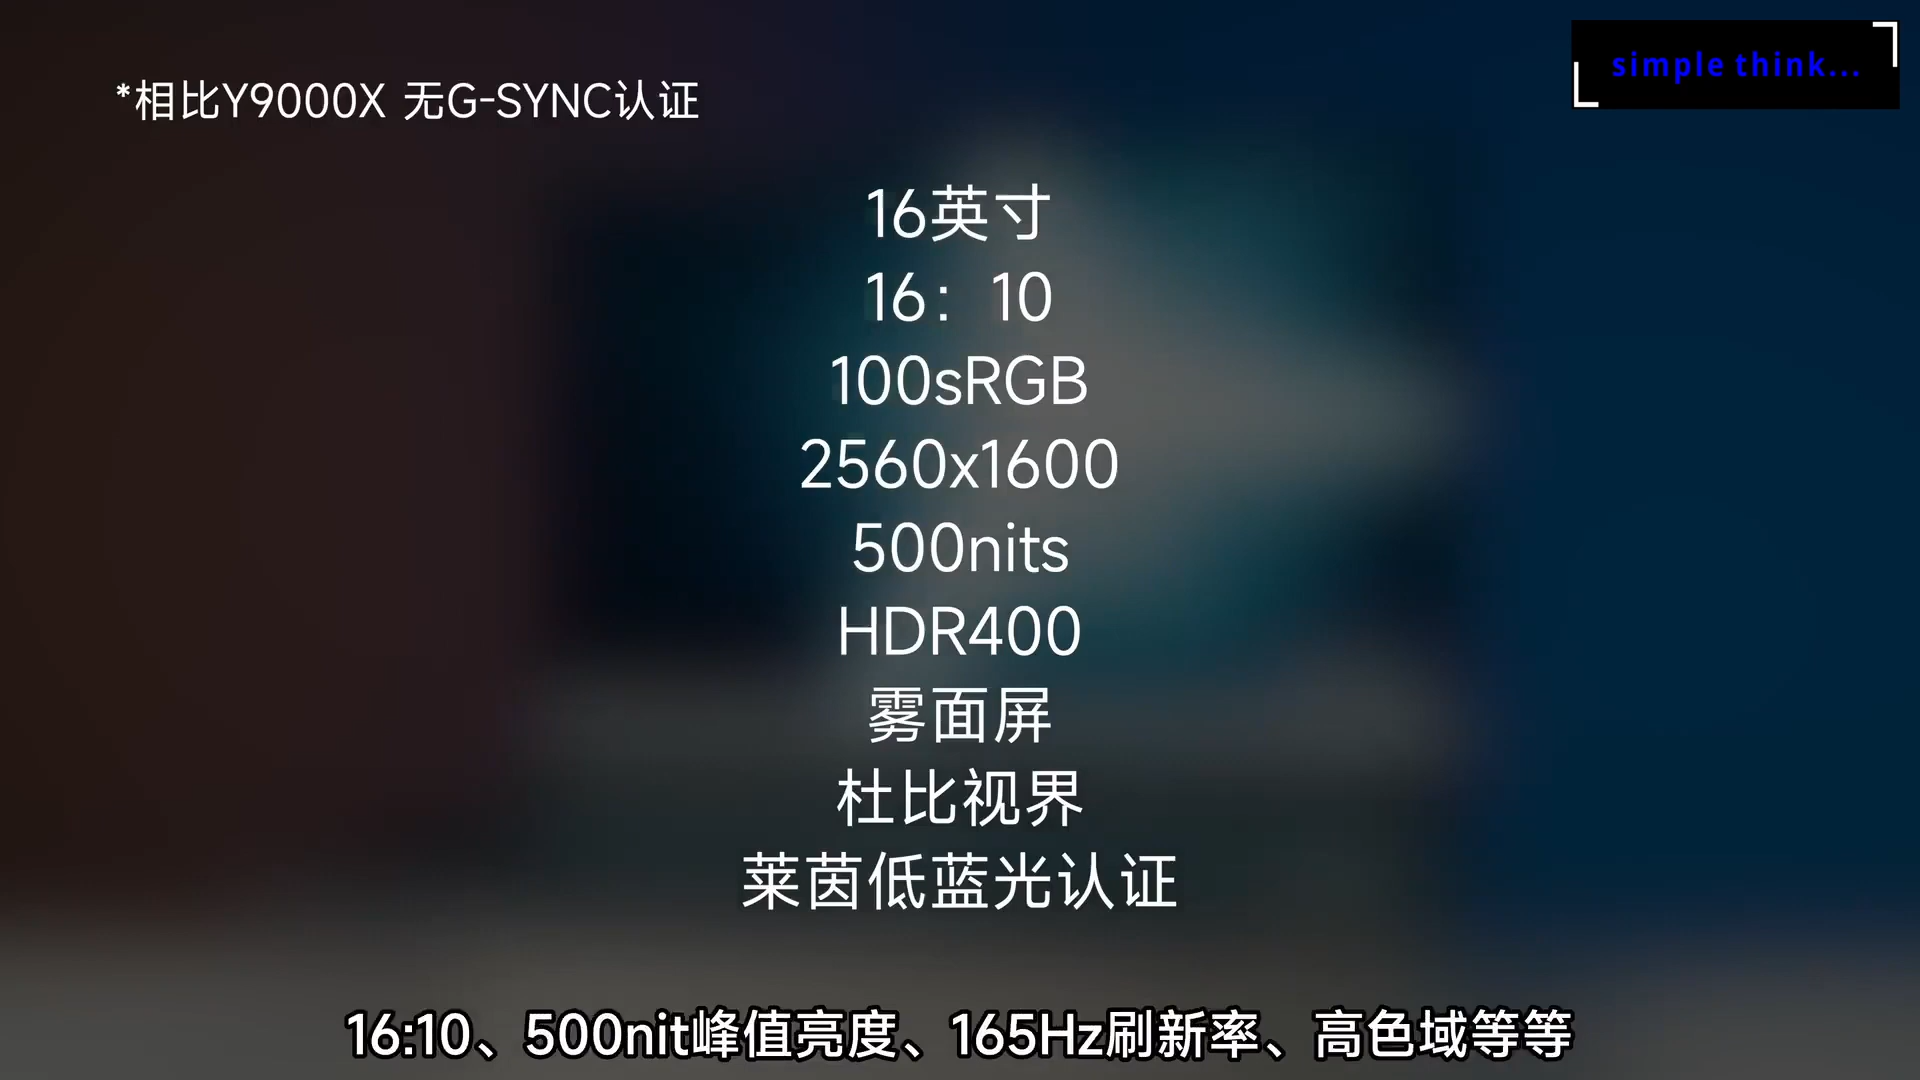 *相比Y9000X 无G-SYNC认证
simple think...
16英寸
16：10
100sRGB
2560x1600
500nits
HDR400
雾面屏
杜比视界
莱茵低蓝光认证
16:10、500nit峰值亮度、165Hz刷新率、高色域等等